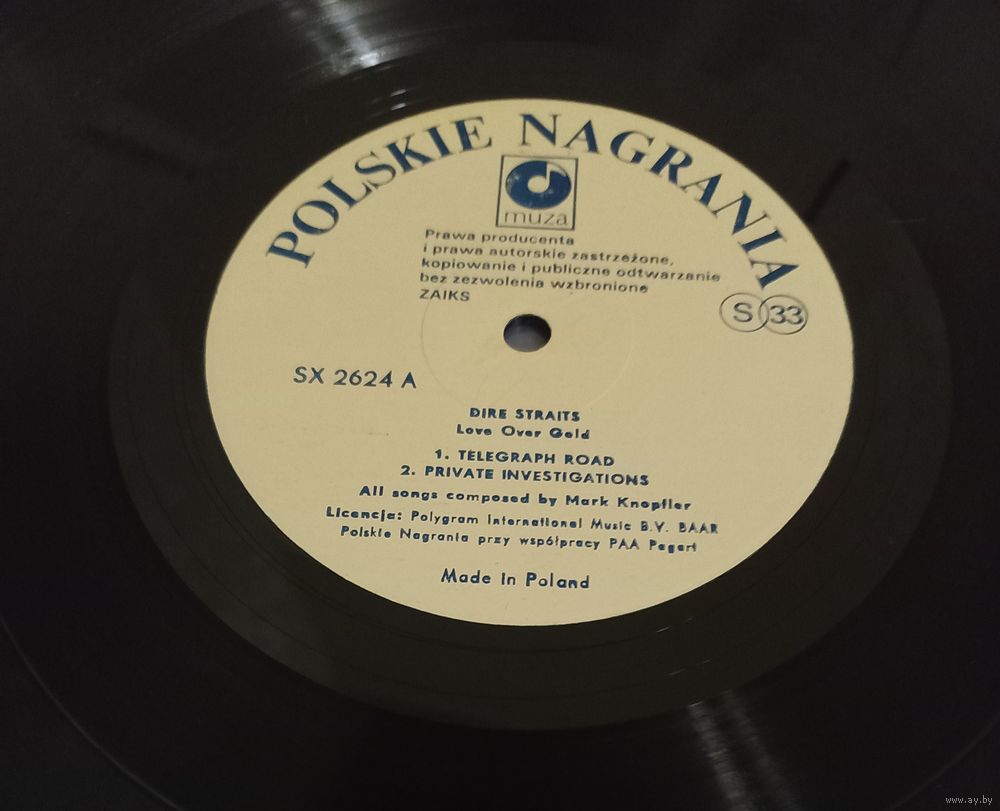 POLSKIE NAGRANIA
muza
Prawa producenta
i prawa autorskie zastrzeżone,
kopiowanie i publiczne odtwarzanie
bez zezwolenia wzbronione
ZAIKS
S 33
SX 2624 A
DIRE STRAITS
Love Over Gold
1. TELEGRAPH ROAD
2. PRIVATE INVESTIGATIONS
All songs composed by Mark Knopfler
Licencja: Polygram International Music B.V. BAAR
Polskie Nagrania przy współpracy PAA Pagart
Made in Poland
www.ay.by